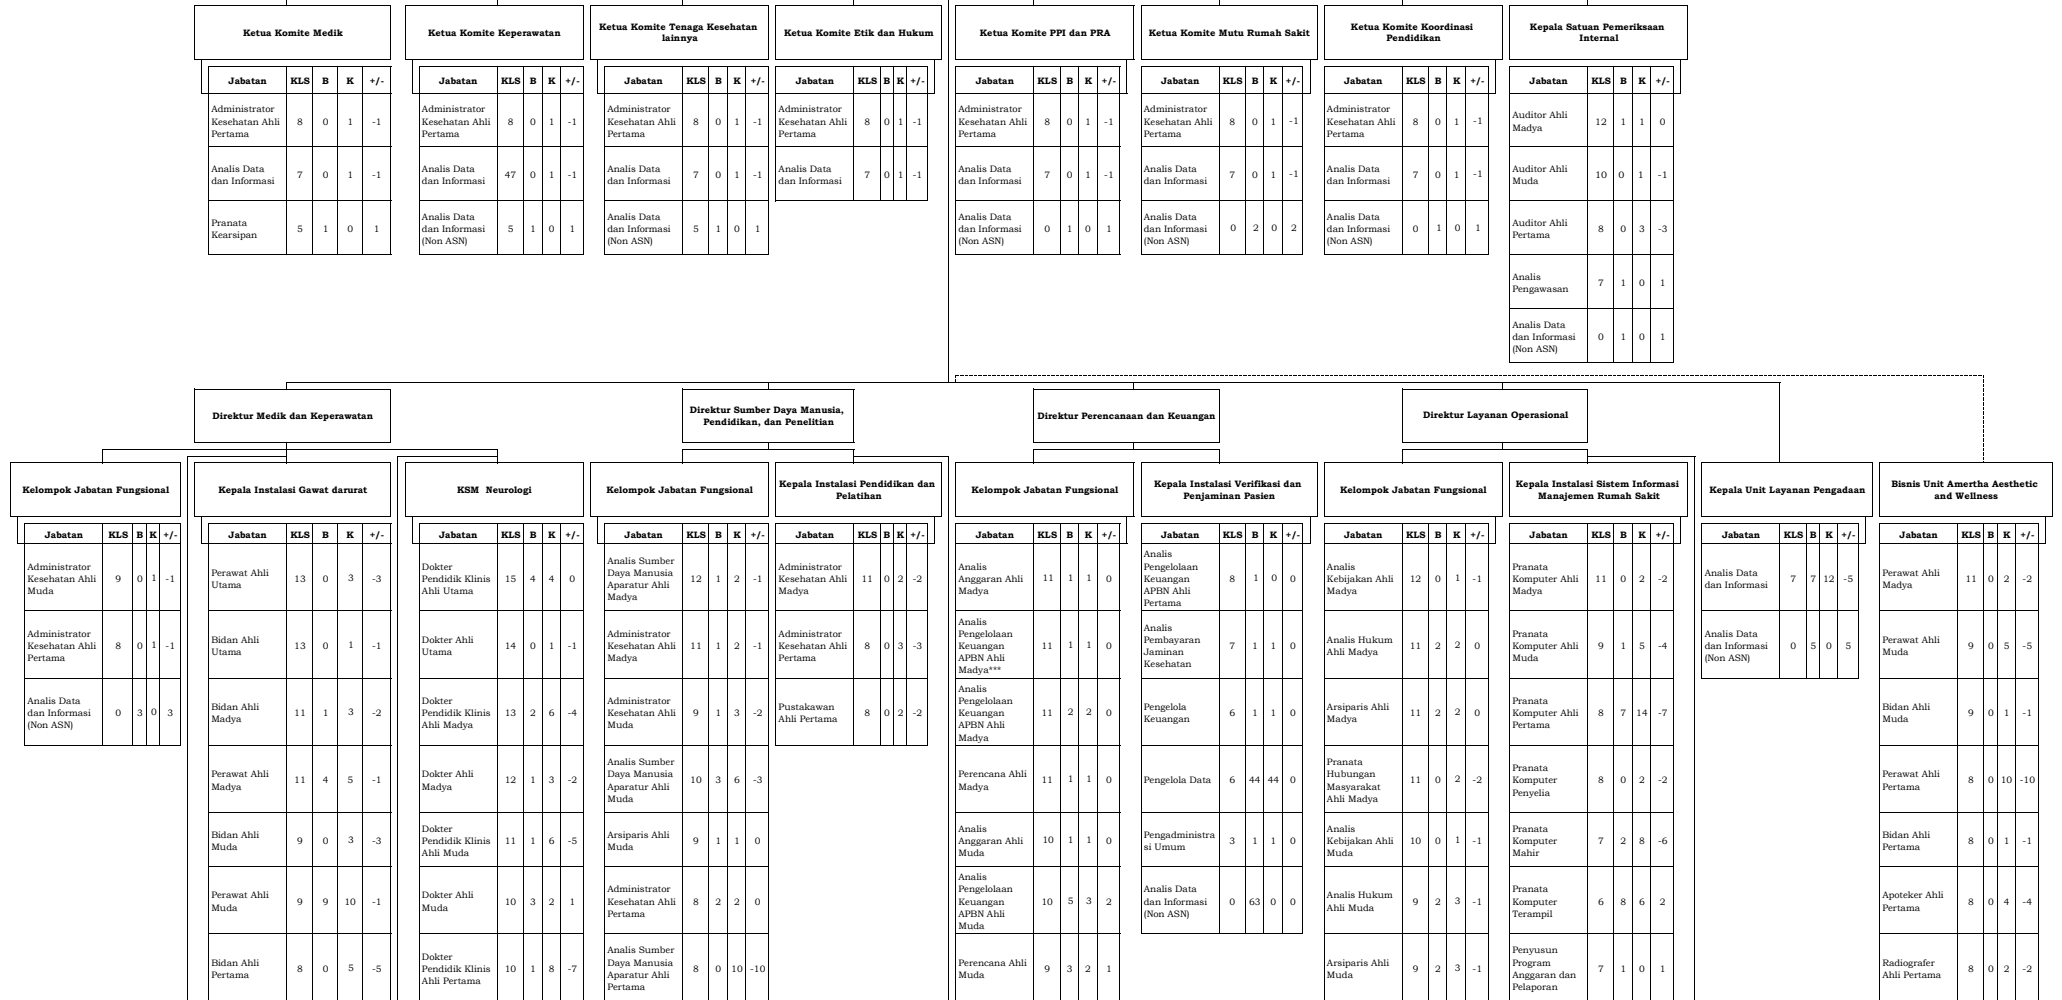 Ketua Komite Medik
Jabatan KLS B K +/-
Administrator
Kesehatan Ahli 8 0 1 -1
Pertama
Analis Data 7 0 1 -1
dan Informasi
Pranata 5 1 0 1
Kearsipan
Ketua Komite Keperawatan
Jabatan KLS B K +/-
Administrator
Kesehatan Ahli 8 0 1 -1
Pertama
Analis Data 47 0 1 -1
dan Informasi
Analis Data
dan Informasi 5 1 0 1
(Non ASN)
Ketua Komite Tenaga Kesehatan
lainnya
Jabatan KLS B K +/-
Administrator
Kesehatan Ahli 8 0 1 -1
Pertama
Analis Data 7 0 1 -1
dan Informasi
Analis Data
dan Informasi 5 1 0 1
(Non ASN)
Ketua Komite Etik dan Hukum
Jabatan KLS B K +/-
Administrator
Kesehatan Ahli 8 0 1 -1
Pertama
Analis Data 7 0 1 -1
dan Informasi
Ketua Komite PPI dan PRA
Jabatan KLS B K +/-
Administrator
Kesehatan Ahli 8 0 1 -1
Pertama
Analis Data 7 0 1 -1
dan Informasi
Analis Data
dan Informasi 0 1 0 1
(Non ASN)
Ketua Komite Mutu Rumah Sakit
Jabatan KLS B K +/-
Administrator
Kesehatan Ahli 8 0 1 -1
Pertama
Analis Data 7 0 1 -1
dan Informasi
Analis Data
dan Informasi 0 2 0 2
(Non ASN)
Ketua Komite Koordinasi
Pendidikan
Jabatan KLS B K +/-
Administrator
Kesehatan Ahli 8 0 1 -1
Pertama
Analis Data 7 0 1 -1
dan Informasi
Analis Data
dan Informasi 0 1 0 1
(Non ASN)
Kepala Satuan Pemeriksaan
Internal
Jabatan KLS B K +/-
Auditor Ahli 12 1 1 0
Madya
Auditor Ahli 10 0 1 -1
Muda
Auditor Ahli 8 0 3 -3
Pertama
Analis 7 1 0 1
Pengawasan
Analis Data
dan Informasi 0 1 0 1
(Non ASN)
Direktur Medik dan Keperawatan
Direktur Sumber Daya Manusia,
Pendidikan, dan Penelitian
Direktur Perencanaan dan Keuangan
Direktur Layanan Operasional
Kelompok Jabatan Fungsional
Jabatan KLS B K +/-
Administrator
Kesehatan Ahli 9 0 1 -1
Muda
Administrator
Kesehatan Ahli 8 0 1 -1
Pertama
Analis Data
dan Informasi 0 3 0 3
(Non ASN)
Kepala Instalasi Gawat darurat
Jabatan KLS B K +/-
Perawat Ahli 13 0 3 -3
Utama
Bidan Ahli 13 0 1 -1
Utama
Bidan Ahli 11 1 3 -2
Madya
Perawat Ahli 11 4 5 -1
Madya
Bidan Ahli 9 0 3 -3
Muda
Perawat Ahli 9 9 10 -1
Muda
Bidan Ahli 8 0 5 -5
Pertama
KSM Neurologi
Jabatan KLS B K +/-
Dokter
Pendidik Klinis 15 4 4 0
Ahli Utama
Dokter Ahli 14 0 1 -1
Utama
Dokter
Pendidik Klinis 13 2 6 -4
Ahli Madya
Dokter Ahli 12 1 3 -2
Madya
Dokter
Pendidik Klinis 11 1 6 -5
Ahli Muda
Dokter Ahli 10 3 2 1
Muda
Dokter
Pendidik Klinis 10 1 8 -7
Ahli Pertama
Kelompok Jabatan Fungsional
Jabatan KLS B K +/-
Analis Sumber
Daya Manusia 12 1 2 -1
Aparatur Ahli
Madya
Administrator
Kesehatan Ahli 11 1 2 -1
Madya
Administrator
Kesehatan Ahli 9 1 3 -2
Muda
Analis Sumber
Daya Manusia 10 3 6 -3
Aparatur Ahli
Muda
Arsiparis Ahli 9 1 1 0
Muda
Administrator
Kesehatan Ahli 8 2 2 0
Pertama
Analis Sumber
Daya Manusia 8 0 10 -10
Aparatur Ahli
Pertama
Kepala Instalasi Pendidikan dan
Pelatihan
Jabatan KLS B K +/-
Administrator
Kesehatan Ahli 11 0 2 -2
Madya
Administrator
Kesehatan Ahli 8 0 3 -3
Pertama
Pustakawan 8 0 2 -2
Ahli Pertama
Kelompok Jabatan Fungsional
Jabatan KLS B K +/-
Analis
Anggaran Ahli 11 1 1 0
Madya
Analis
Pengelolaan
Keuangan 11 1 1 0
APBN Ahli
Madya***
Analis
Pengelolaan
Keuangan 11 2 2 0
APBN Ahli
Madya
Perencana Ahli 11 1 1 0
Madya
Analis
Anggaran Ahli 10 1 1 0
Muda
Analis
Pengelolaan
Keuangan 10 5 3 2
APBN Ahli
Muda
Perencana Ahli 9 3 2 1
Muda
Kepala Instalasi Verifikasi dan
Penjaminan Pasien
Jabatan KLS B K +/-
Analis
Pengelolaan
Keuangan 8 1 0 0
APBN Ahli
Pertama
Analis
Pembayaran 7 1 1 0
Jaminan
Kesehatan
Pengelola 6 1 1 0
Keuangan
Pengelola Data 6 44 44 0
Pengadministra 3 1 1 0
si Umum
Analis Data
dan Informasi 0 63 0 0
(Non ASN)
Kelompok Jabatan Fungsional
Jabatan KLS B K +/-
Analis
Kebijakan Ahli 12 0 1 -1
Madya
Analis Hukum 11 2 2 0
Ahli Madya
Arsiparis Ahli 11 2 2 0
Madya
Pranata
Hubungan 11 0 2 -2
Masyarakat
Ahli Madya
Analis
Kebijakan Ahli 10 0 1 -1
Muda
Analis Hukum 9 2 3 -1
Ahli Muda
Arsiparis Ahli 9 2 3 -1
Muda
Kepala Instalasi Sistem Informasi
Manajemen Rumah Sakit
Jabatan KLS B K +/-
Pranata
Komputer Ahli 11 0 2 -2
Madya
Pranata
Komputer Ahli 9 1 5 -4
Muda
Pranata
Komputer Ahli 8 7 14 -7
Pertama
Pranata
Komputer 8 0 2 -2
Penyelia
Pranata
Komputer 7 2 8 -6
Mahir
Pranata
Komputer 6 8 6 2
Terampil
Penyusun
Program 7 1 0 1
Anggaran dan
Pelaporan
Kepala Unit Layanan Pengadaan
Jabatan KLS B K +/-
Analis Data 7 7 12 -5
dan Informasi
Analis Data
dan Informasi 0 5 0 5
(Non ASN)
Bisnis Unit Amertha Aesthetic
and Wellness
Jabatan KLS B K +/-
Perawat Ahli 11 0 2 -2
Madya
Perawat Ahli 9 0 5 -5
Muda
Bidan Ahli 9 0 1 -1
Muda
Perawat Ahli 8 0 10 -10
Pertama
Bidan Ahli 8 0 1 -1
Pertama
Apoteker Ahli 8 0 4 -4
Pertama
Radiografer 8 0 2 -2
Ahli Pertama